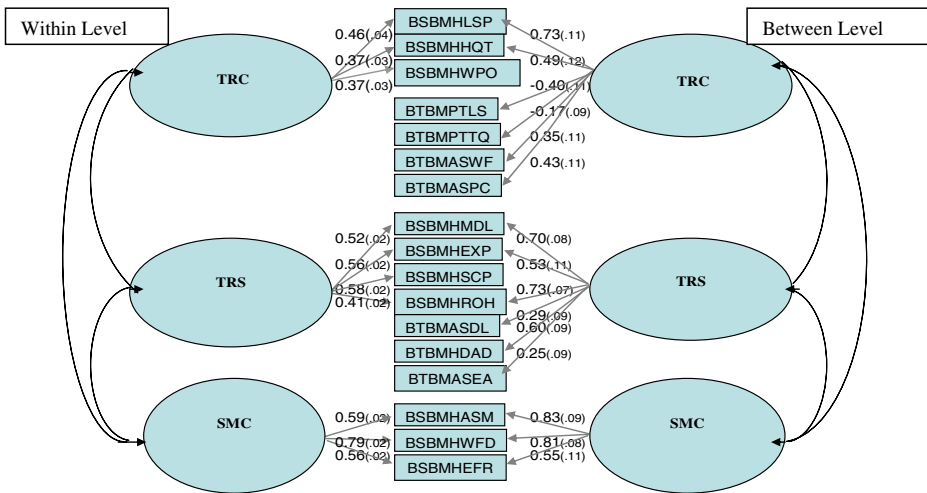 Within Level
Between Level
TRC
0.46(.04)
0.37(.03)
0.37(.03)
BSBMHLSP
BSBMHHQT
BSBMHWPO
BTBMPTLS
BTBMPTTQ
BTBMASWF
BTBMASPC
0.73(.11)
0.49(.12)
-0.40(.11)
-0.17(.09)
0.35(.11)
0.43(.11)
TRC
TRS
0.52(.02)
0.56(.02)
0.58(.02)
0.41(.02)
BSBMHMDL
BSBMHEXP
BSBMHSCP
BSBMHROH
BTBMASDL
BTBMHDAD
BTBMASEA
0.70(.08)
0.53(.11)
0.73(.07)
0.29(.09)
0.60(.09)
0.25(.09)
TRS
SMC
0.59(.02)
0.79(.02)
0.56(.02)
BSBMHASM
BSBMHWFD
BSBMHEFR
0.83(.09)
0.81(.08)
0.55(.11)
SMC